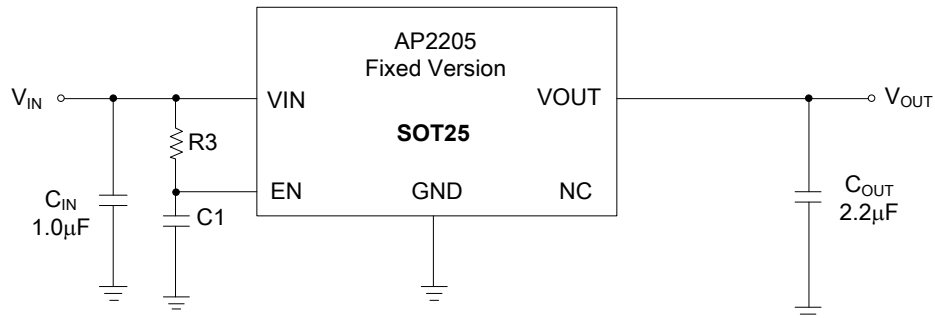 AP2205
Fixed Version
V_IN
VIN
VOUT
V_OUT
SOT25
R3
EN
GND
NC
C_IN
1.0μF
C1
C_OUT
2.2μF